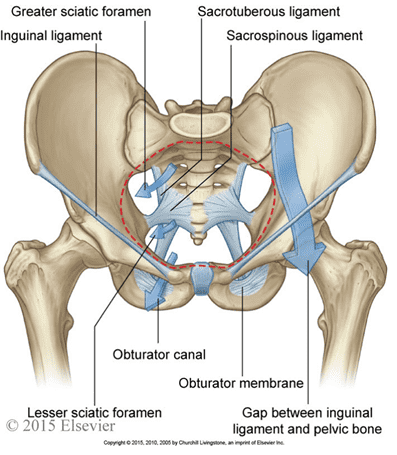 Greater sciatic foramen
Sacrotuberous ligament
Inguinal ligament
Sacrospinous ligament
Obturator canal
Obturator membrane
Lesser sciatic foramen
Gap between inguinal
ligament and pelvic bone
© 2015 Elsevier
Copyright © 2015, 2010, 2005 by Churchill Livingstone, an imprint of Elsevier Inc.